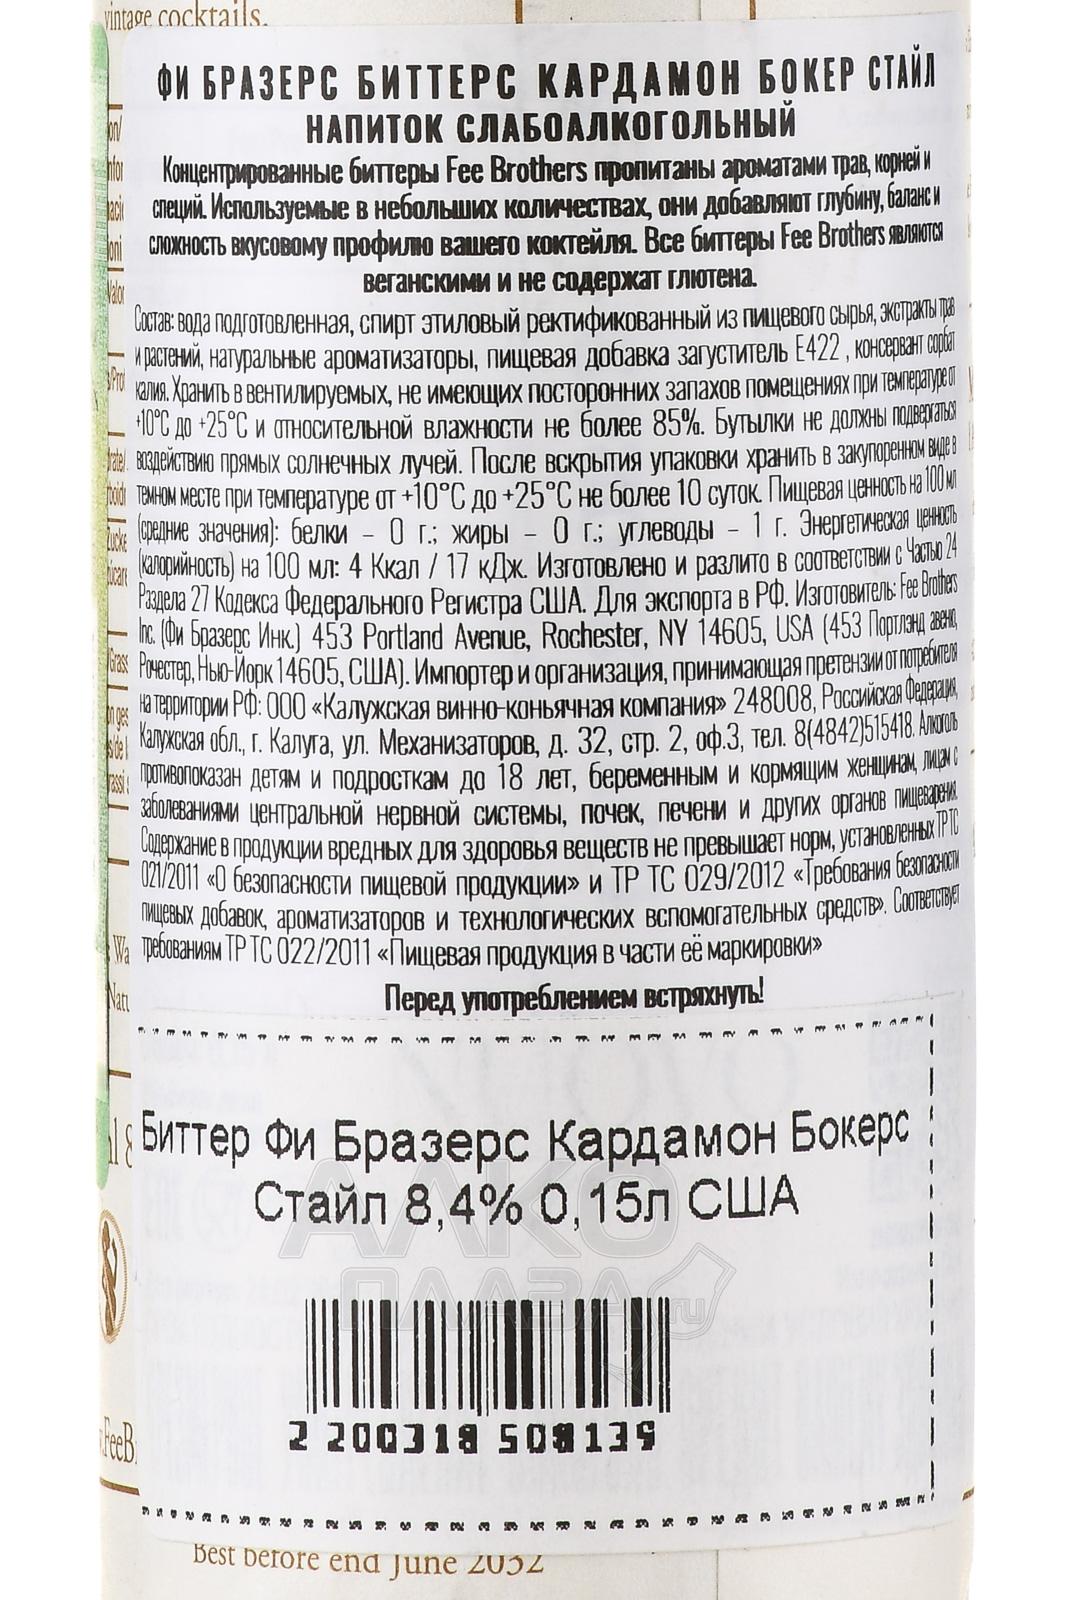 vintage cocktails.
ФИ БРАЗЕРС БИТТЕРС КАРДАМОН БОКЕР СТАЙЛ
НАПИТОК СЛАБОАЛКОГОЛЬНЫЙ
Концентрированные биттеры Fee Brothers пропитаны ароматами трав, корней и
специй. Используемые в небольших количествах, они добавляют глубину, баланс и
сложность вкусовому профилю вашего коктейля. Все биттеры Fee Brothers являются
веганскими и не содержат глютена.
Состав: вода подготовленная, спирт этиловый ректификованный из пищевого сырья, экстракты трав
и растений, натуральные ароматизаторы, пищевая добавка загуститель Е422 , консервант сорбат
калия. Хранить в вентилируемых, не имеющих посторонних запахов помещениях при температуре от
+10°С до +25°С и относительной влажности не более 85%. Бутылки не должны подвергаться
воздействию прямых солнечных лучей. После вскрытия упаковки хранить в закупоренном виде в
темном месте при температуре от +10°С до +25°С не более 10 суток. Пищевая ценность на 100 мл
(средние значения): белки – 0 г.; жиры – 0 г.; углеводы – 1 г. Энергетическая ценность
(калорийность) на 100 мл: 4 Ккал / 17 кДж. Изготовлено и разлито в соответствии с Частью 24
Раздела 27 Кодекса Федерального Регистра США. Для экспорта в РФ. Изготовитель: Fee Brothers
Inc. (Фи Бразерс Инк.) 453 Portland Avenue, Rochester, NY 14605, USA (453 Портлэнд авеню,
Рочестер, Нью-Йорк 14605, США). Импортер и организация, принимающая претензии от потребителя
на территории РФ: ООО «Калужская винно-коньячная компания» 248008, Российская Федерация,
Калужская обл., г. Калуга, ул. Механизаторов, д. 32, стр. 2, оф.3, тел. 8(4842)515418. Алкоголь
противопоказан детям и подросткам до 18 лет, беременным и кормящим женщинам, лицам с
заболеваниями центральной нервной системы, почек, печени и других органов пищеварения.
Содержание в продукции вредных для здоровья веществ не превышает норм, установленных ТР ТС
021/2011 «О безопасности пищевой продукции» и ТР ТС 029/2012 «Требования безопасности
пищевых добавок, ароматизаторов и технологических вспомогательных средств». Соответствует
требованиям ТР ТС 022/2011 «Пищевая продукция в части её маркировки»
Перед употреблением встряхнуть!
Биттер Фи Бразерс Кардамон Бокерс
Стайл 8,4% 0,15л США
АЛКО
ПЛАЗА.ru
2 200318 508139
Best before end June 2032